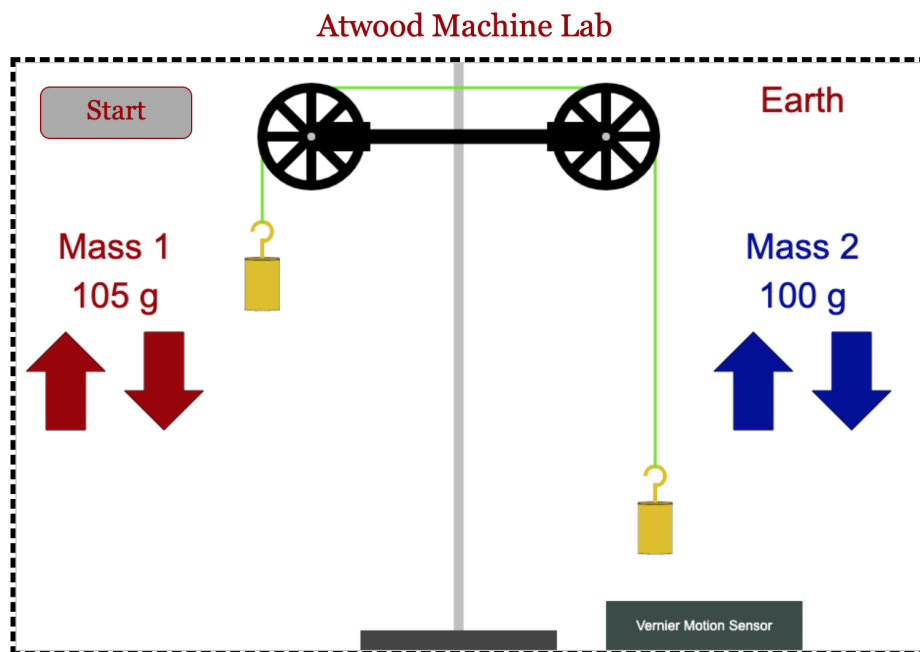 Atwood Machine Lab
Start
Earth
Mass 1
105 g
Mass 2
100 g
Vernier Motion Sensor